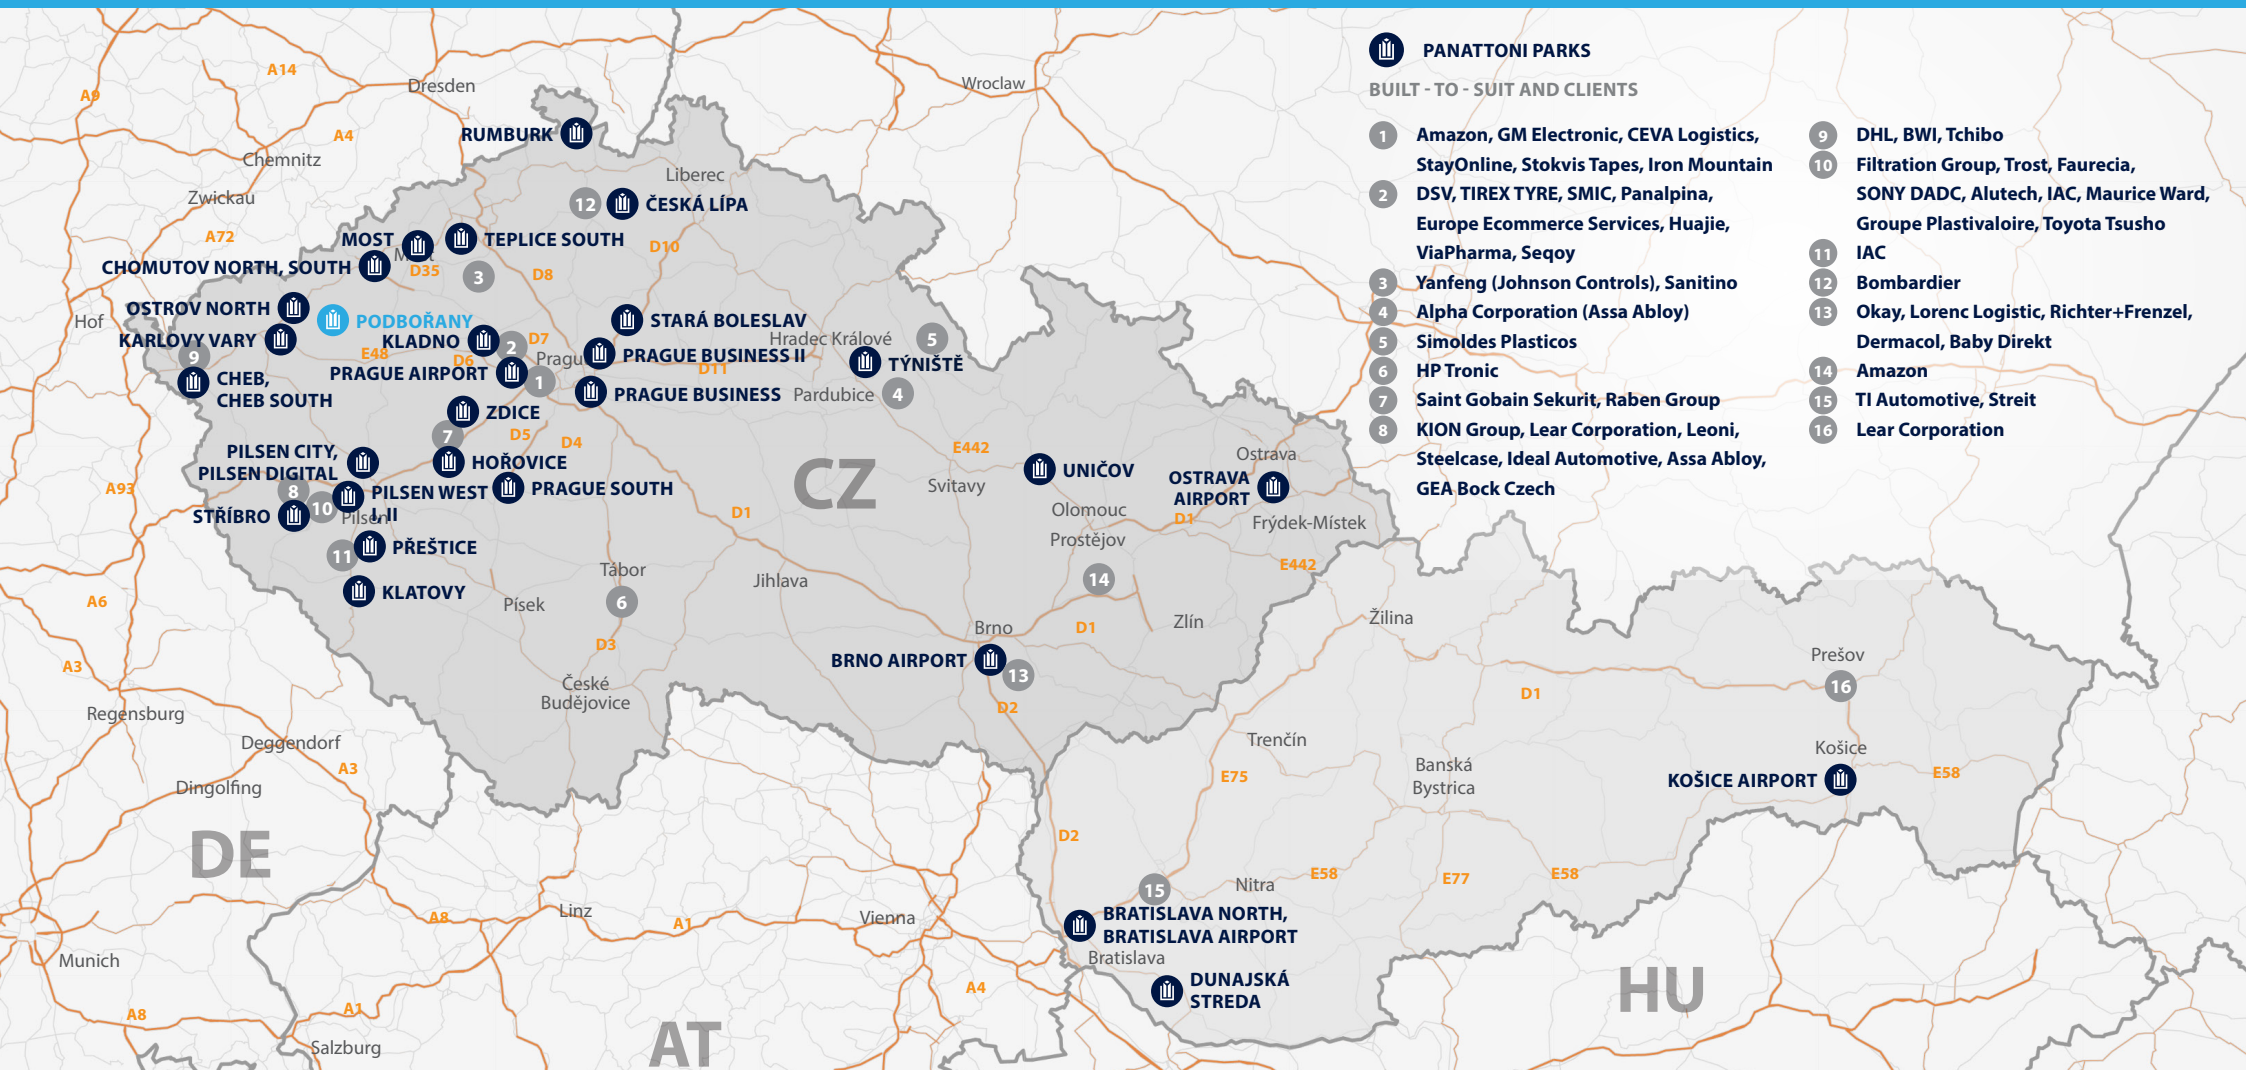 PANATTONI PARKS
BUILT - TO - SUIT AND CLIENTS
1 Amazon, GM Electronic, CEVA Logistics,
StayOnline, Stokvis Tapes, Iron Mountain
2 DSV, TIREX TYRE, SMIC, Panalpina,
Europe Ecommerce Services, Huajie,
ViaPharma, Seqoy
3 Yanfeng (Johnson Controls), Sanitino
4 Alpha Corporation (Assa Abloy)
5 Simoldes Plasticos
6 HP Tronic
7 Saint Gobain Sekurit, Raben Group
8 KION Group, Lear Corporation, Leoni,
Steelcase, Ideal Automotive, Assa Abloy,
GEA Bock Czech
9 DHL, BWI, Tchibo
10 Filtration Group, Trost, Faurecia,
SONY DADC, Alutech, IAC, Maurice Ward,
Groupe Plastivaloire, Toyota Tsusho
11 IAC
12 Bombardier
13 Okay, Lorenc Logistic, Richter+Frenzel,
Dermacol, Baby Direkt
14 Amazon
15 TI Automotive, Streit
16 Lear Corporation
A14
A9
Dresden
Wroclaw
A4
RUMBURK
Chemnitz
Liberec
Zwickau
12
ČESKÁ LÍPA
A72
MOST
TEPLICE SOUTH
D10
CHOMUTOV NORTH, SOUTH
D35
3
D8
OSTROV NORTH
Hof
PODBOŘANY
STARÁ BOLESLAV
KARLOVY VARY
KLADNO
2
D7
Hradec Králové
5
9
E48
D6
PRAGUE BUSINESS II
D11
TÝNIŠTĚ
PRAGUE AIRPORT
1
CHEB,
CHEB SOUTH
PRAGUE BUSINESS
Pardubice
4
ZDICE
7
D5
D4
E442
PILSEN CITY,
PILSEN DIGITAL
HOŘOVICE
CZ
UNIČOV
Ostrava
OSTRAVA
AIRPORT
A93
8
PILSEN WEST
I, II
PRAGUE SOUTH
Svitavy
STŘÍBRO
10
Pilsen
D1
Olomouc
D1
Frýdek-Místek
Prostějov
11
PŘEŠTICE
E442
Tábor
Jihlava
14
KLATOVY
A6
Písek
6
Zlín
Žilina
Brno
D1
D3
A3
BRNO AIRPORT
13
Prešov
16
České
Budějovice
D1
D2
Regensburg
Deggendorf
Trenčín
Košice
A3
E75
Banská
Bystrica
KOŠICE AIRPORT
E58
Dingolfing
D2
DE
E58
E77
E58
15
Nitra
Linz
A8
A1
Vienna
BRATISLAVA NORTH,
BRATISLAVA AIRPORT
Munich
Bratislava
A4
DUNAJSKÁ
STREDA
HU
A8
A1
AT
Salzburg